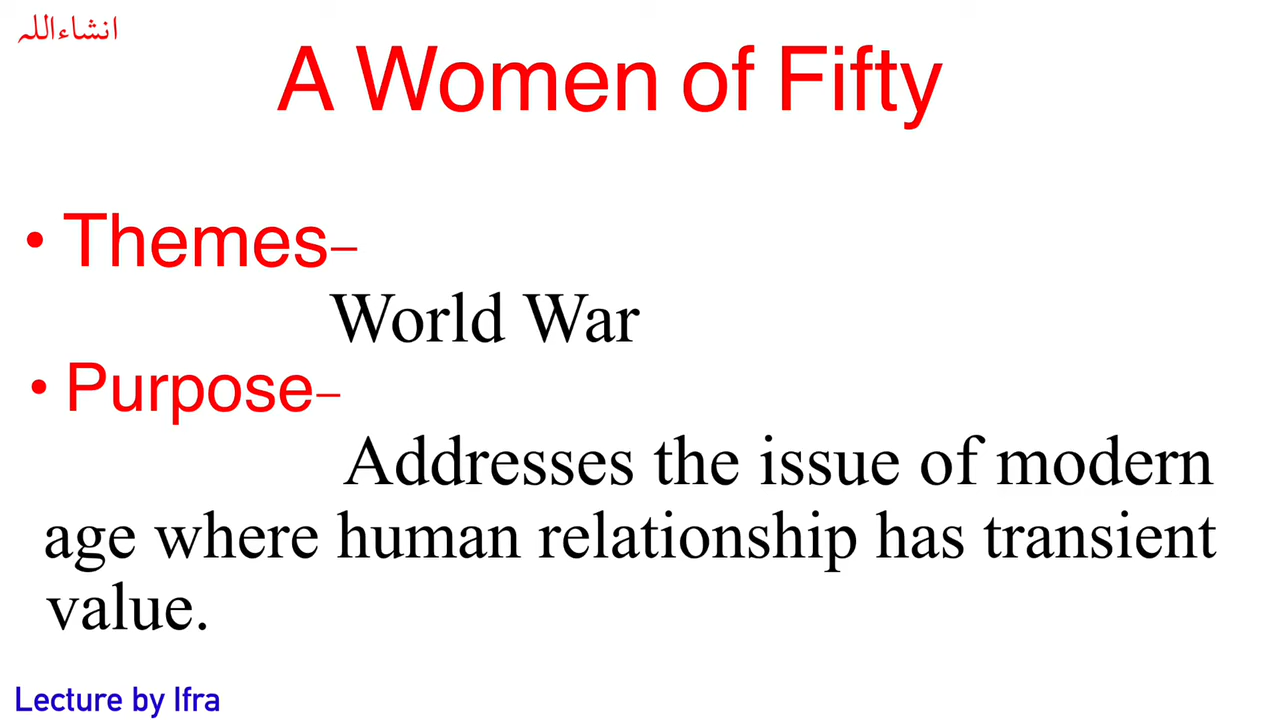 انشاءاللہ
A Women of Fifty
• Themes–
World War
• Purpose–
Addresses the issue of modern
age where human relationship has transient
value.
Lecture by Ifra